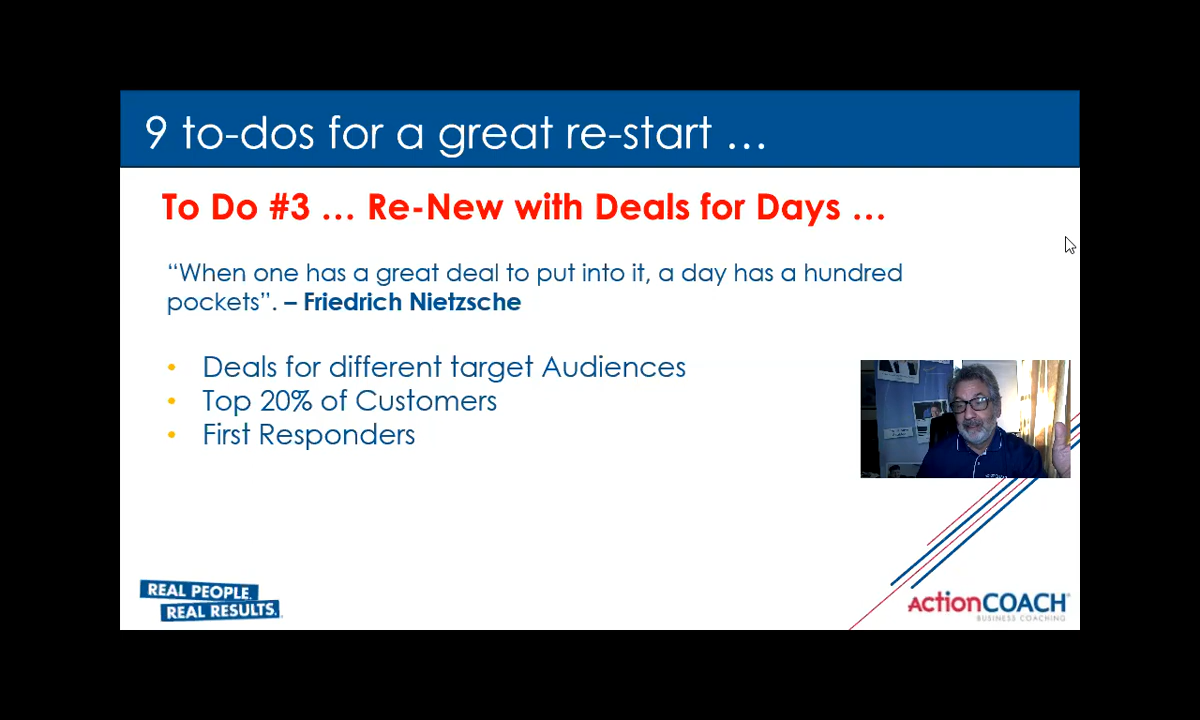 9 to-dos for a great re-start …
To Do #3 … Re-New with Deals for Days …
“When one has a great deal to put into it, a day has a hundred
pockets”. – Friedrich Nietzsche
• Deals for different target Audiences
• Top 20% of Customers
• First Responders
REAL PEOPLE.
REAL RESULTS.
ActionCOACH®
BUSINESS COACHING